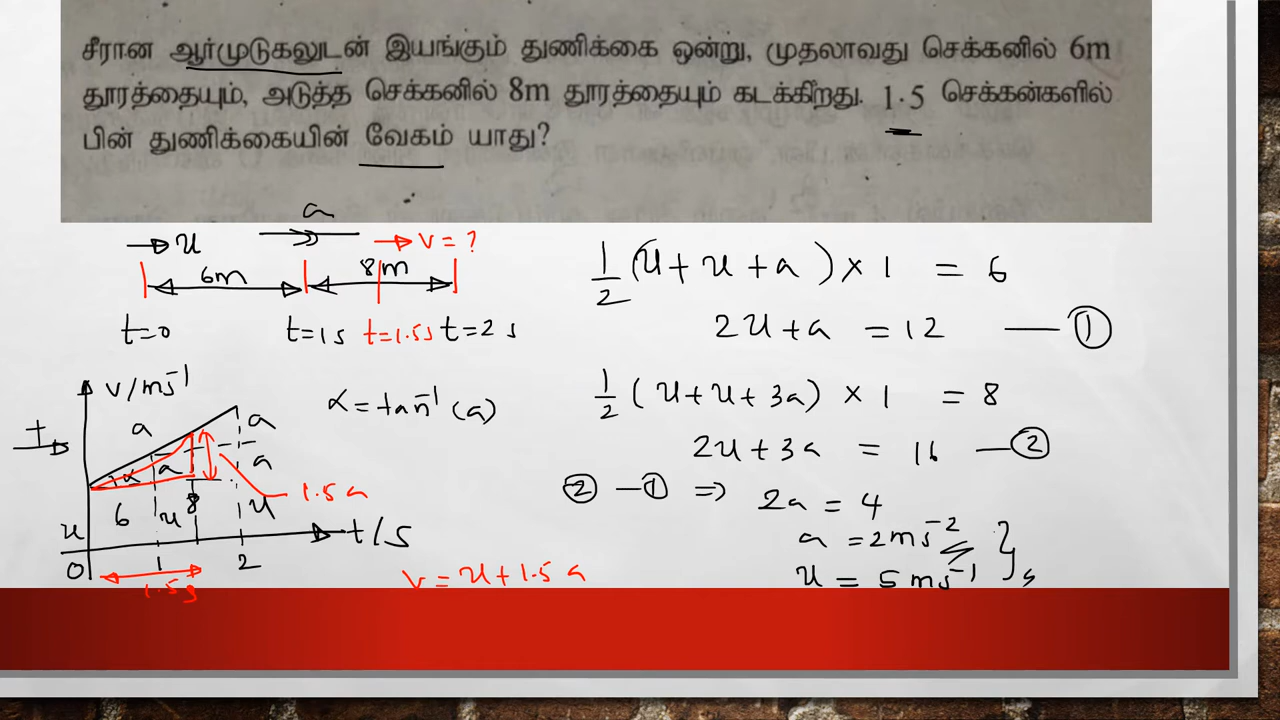 சீரான ஆர்முடுகலுடன் இயங்கும் துணிக்கை ஒன்று, முதலாவது செக்கனில் 6m
தூரத்தையும், அடுத்த செக்கனில் 8m தூரத்தையும் கடக்கிறது. 1.5 செக்கன்களில்
பின் துணிக்கையின் வேகம் யாது?
a
u
v = ?
6m
8m
t=0
t=1s
t=1.5s
t=2s
v/ms⁻¹
α = tan⁻¹(a)
a
a
α
a
a
1.5a
6
u
8
u
u
t/s
0
1
2
1.5s
v = u + 1.5a
1/2 (u + u + a) × 1 = 6
2u + a = 12 — ①
1/2 (u + u + 3a) × 1 = 8
2u + 3a = 16 — ②
② – ① ⇒ 2a = 4
a = 2ms⁻²
u = 5ms⁻¹